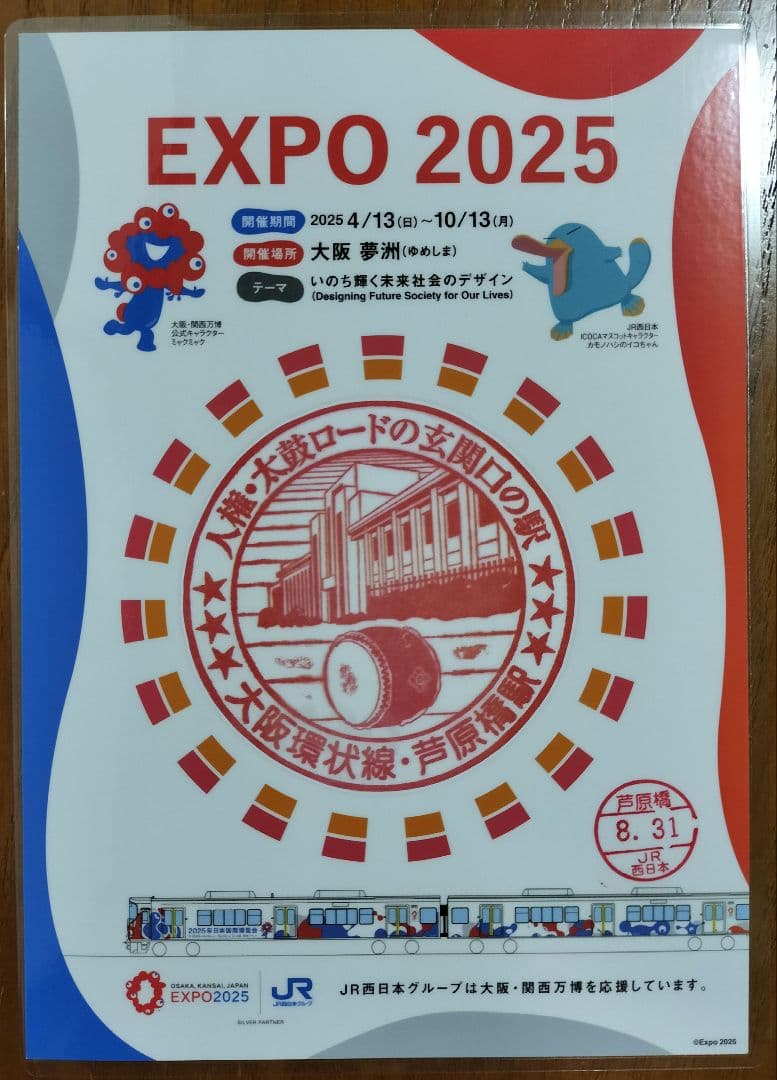 EXPO 2025
開催期間 2025 4/13(日)~10/13(月)
開催場所 大阪 夢洲(ゆめしま)
テーマ いのち輝く未来社会のデザイン
(Designing Future Society for Our Lives)
大阪・関西万博
公式キャラクター
ミャクミャク
JR西日本
ICOCAマスコットキャラクター
カモノハシのイコちゃん
人権・太鼓ロードの玄関口の駅
大阪環状線・芦原橋駅
芦原橋
8.31
JR
西日本
2025年日本国際博覧会
OSAKA, KANSAI, JAPAN
EXPO2025
JR
JR西日本グループ
SILVER PARTNER
JR西日本グループは大阪・関西万博を応援しています。
©Expo 2025